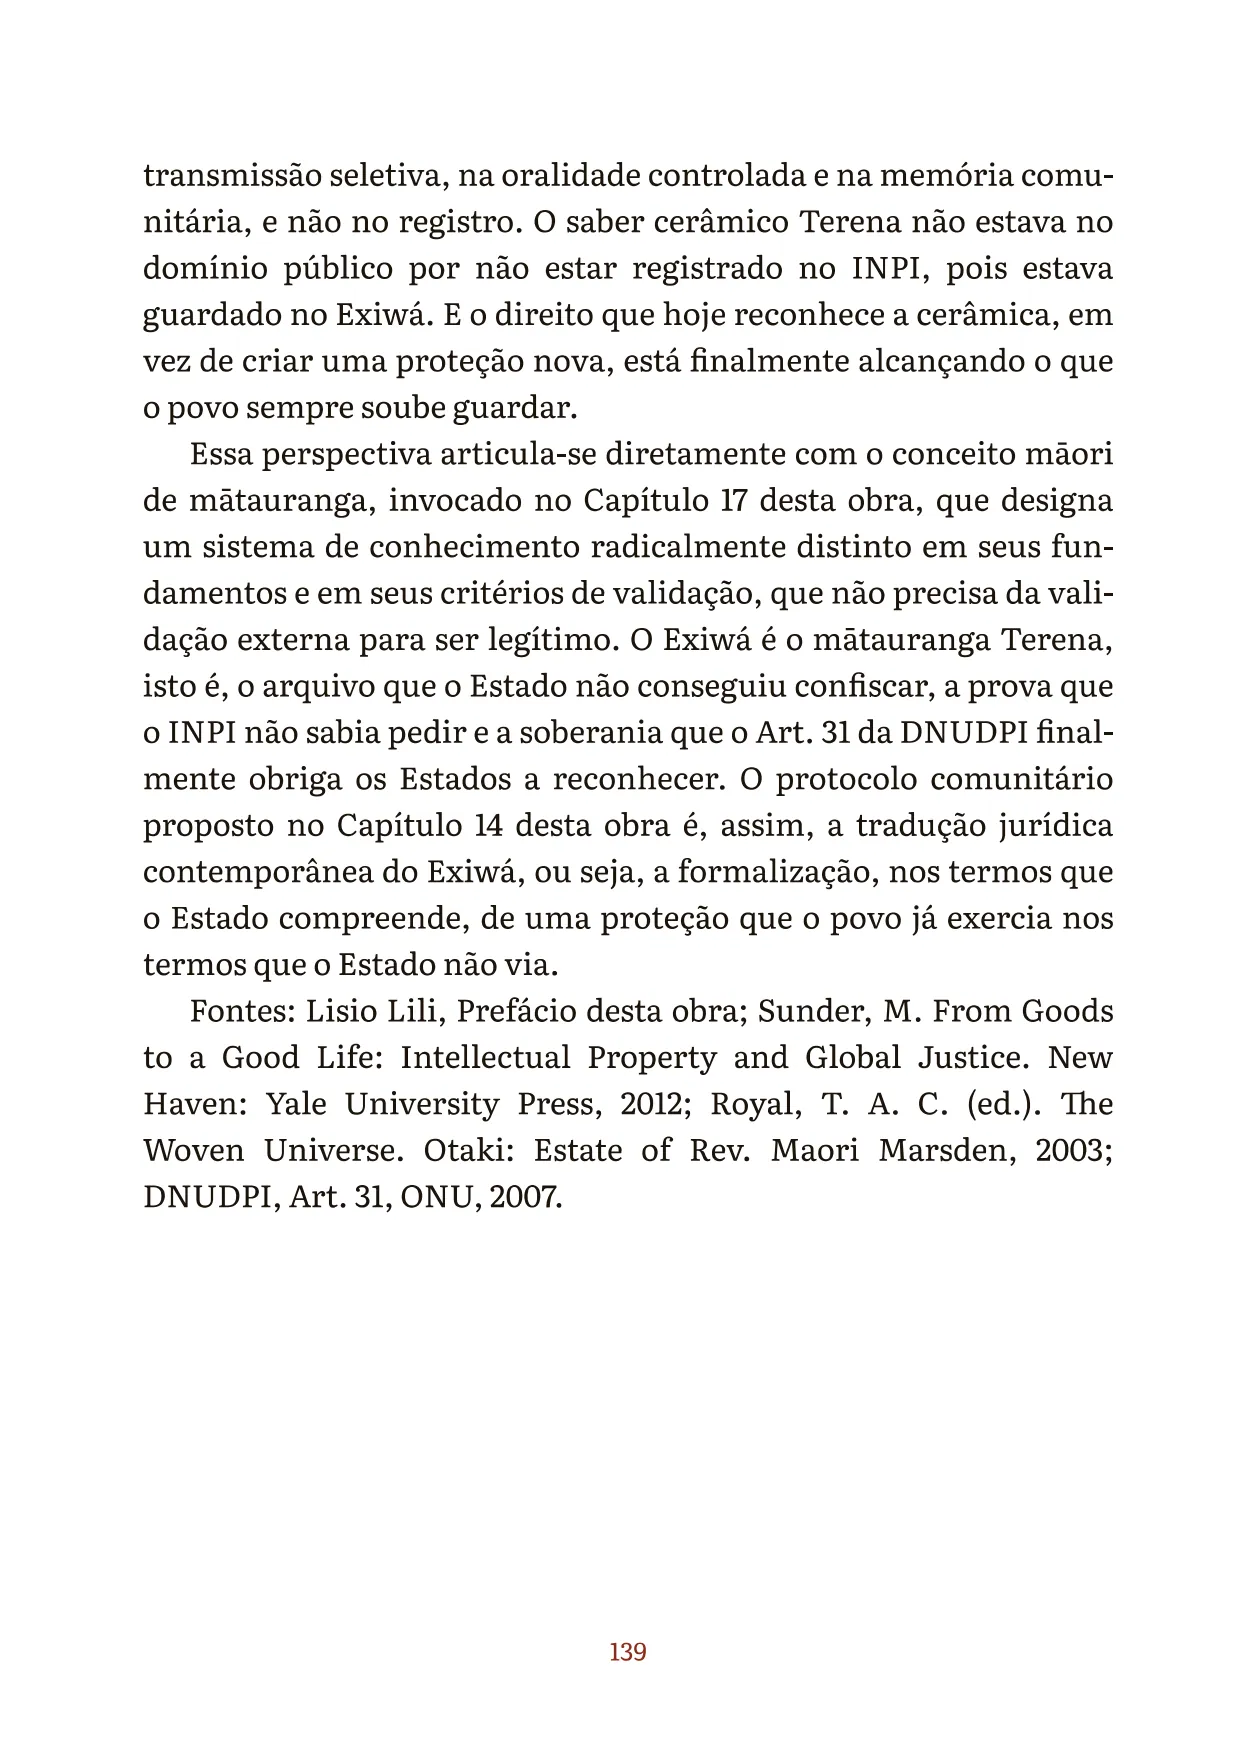 transmissão seletiva, na oralidade controlada e na memória comu-
nitária, e não no registro. O saber cerâmico Terena não estava no
domínio público por não estar registrado no INPI, pois estava
guardado no Exiwá. E o direito que hoje reconhece a cerâmica, em
vez de criar uma proteção nova, está finalmente alcançando o que
o povo sempre soube guardar.
Essa perspectiva articula-se diretamente com o conceito māori
de mātauranga, invocado no Capítulo 17 desta obra, que designa
um sistema de conhecimento radicalmente distinto em seus fun-
damentos e em seus critérios de validação, que não precisa da vali-
dação externa para ser legítimo. O Exiwá é o mātauranga Terena,
isto é, o arquivo que o Estado não conseguiu confiscar, a prova que
o INPI não sabia pedir e a soberania que o Art. 31 da DNUDPI final-
mente obriga os Estados a reconhecer. O protocolo comunitário
proposto no Capítulo 14 desta obra é, assim, a tradução jurídica
contemporânea do Exiwá, ou seja, a formalização, nos termos que
o Estado compreende, de uma proteção que o povo já exercia nos
termos que o Estado não via.
Fontes: Lisio Lili, Prefácio desta obra; Sunder, M. From Goods
to a Good Life: Intellectual Property and Global Justice. New
Haven: Yale University Press, 2012; Royal, T. A. C. (ed.). The
Woven Universe. Otaki: Estate of Rev. Maori Marsden, 2003;
DNUDPI, Art. 31, ONU, 2007.
139